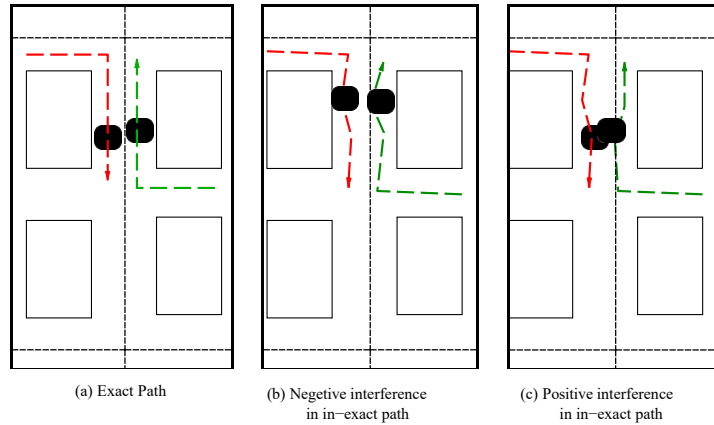 (a) Exact Path
(b) Negetive interference
in in−exact path
(c) Positive interference
in in−exact path